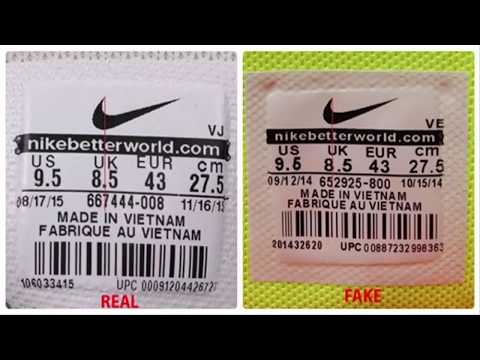 VJ
nikebetterworld.com
US UK EUR cm
9.5 8.5 43 27.5
08/17/15 667444-008
MADE IN VIETNAM
FABRIQUE AU VIETNAM
106033415
REAL
VE
nikebetterworld.com
US UK EUR cm
9.5 8.5 43 27.5
09/12/14 652925-800 10/15/14
MADE IN VIETNAM
FABRIQUE AU VIETNAM
201432620 UPC 00887232998363
FAKE